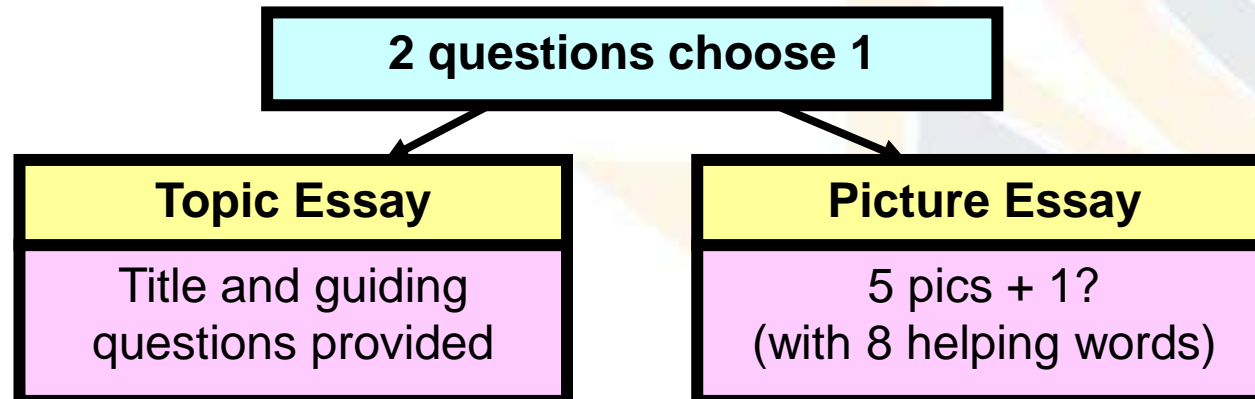 2 questions choose 1
Topic Essay
Title and guiding
questions provided
Picture Essay
5 pics + 1?
(with 8 helping words)